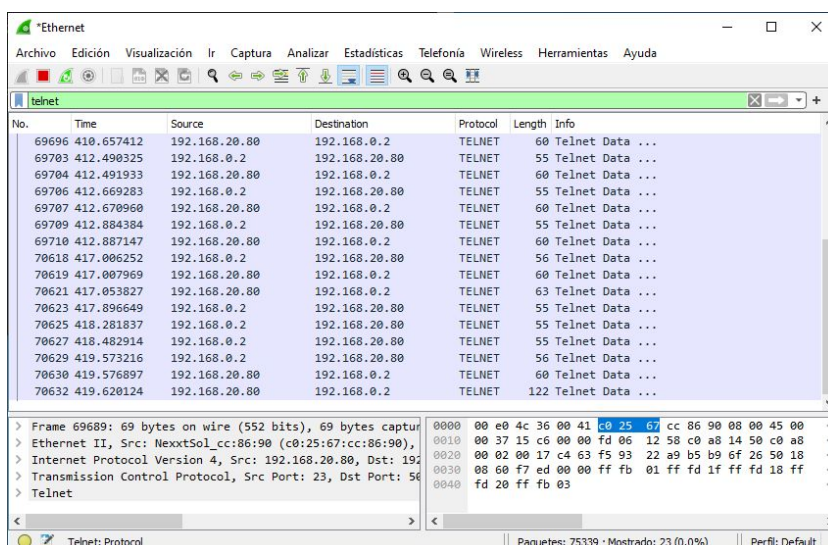 *Ethernet
Archivo Edición Visualización Ir Captura Analizar Estadísticas Telefonía Wireless Herramientas Ayuda
telnet
No. Time Source Destination Protocol Length Info
69696 410.657412 192.168.20.80 192.168.0.2 TELNET 60 Telnet Data ...
69703 412.490325 192.168.0.2 192.168.20.80 TELNET 55 Telnet Data ...
69704 412.491933 192.168.20.80 192.168.0.2 TELNET 60 Telnet Data ...
69706 412.669283 192.168.0.2 192.168.20.80 TELNET 55 Telnet Data ...
69707 412.670960 192.168.20.80 192.168.0.2 TELNET 60 Telnet Data ...
69709 412.884384 192.168.0.2 192.168.20.80 TELNET 55 Telnet Data ...
69710 412.887147 192.168.20.80 192.168.0.2 TELNET 60 Telnet Data ...
70618 417.006252 192.168.0.2 192.168.20.80 TELNET 56 Telnet Data ...
70619 417.007969 192.168.20.80 192.168.0.2 TELNET 60 Telnet Data ...
70621 417.053827 192.168.20.80 192.168.0.2 TELNET 63 Telnet Data ...
70623 417.896649 192.168.0.2 192.168.20.80 TELNET 55 Telnet Data ...
70625 418.281837 192.168.0.2 192.168.20.80 TELNET 55 Telnet Data ...
70627 418.482914 192.168.0.2 192.168.20.80 TELNET 55 Telnet Data ...
70629 419.573216 192.168.0.2 192.168.20.80 TELNET 56 Telnet Data ...
70630 419.576897 192.168.20.80 192.168.0.2 TELNET 60 Telnet Data ...
70632 419.620124 192.168.20.80 192.168.0.2 TELNET 122 Telnet Data ...
> Frame 69689: 69 bytes on wire (552 bits), 69 bytes captur
> Ethernet II, Src: NexxtSol_cc:86:90 (c0:25:67:cc:86:90),
> Internet Protocol Version 4, Src: 192.168.20.80, Dst: 192
> Transmission Control Protocol, Src Port: 23, Dst Port: 50
> Telnet
0000 00 e0 4c 36 00 41 c0 25 67 cc 86 90 08 00 45 00
0010 00 37 15 c6 00 00 fd 06 12 58 c0 a8 14 50 c0 a8
0020 00 02 00 17 c4 63 f5 93 22 a9 b5 b9 6f 26 50 18
0030 08 60 f7 ed 00 00 ff fb 01 ff fd 1f ff fd 18 ff
0040 fd 20 ff fb 03
Telnet: Protocol Paquetes: 75339 · Mostrado: 23 (0.0%) Perfil: Default